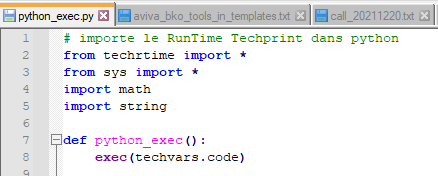 python_exec.py aviva_bko_tools_in_templates.txt call_20211220.txt
1 # importe le RunTime Techprint dans python
2 from techrtime import *
3 from sys import *
4 import math
5 import string
6
7 def python_exec():
8 exec(techvars.code)